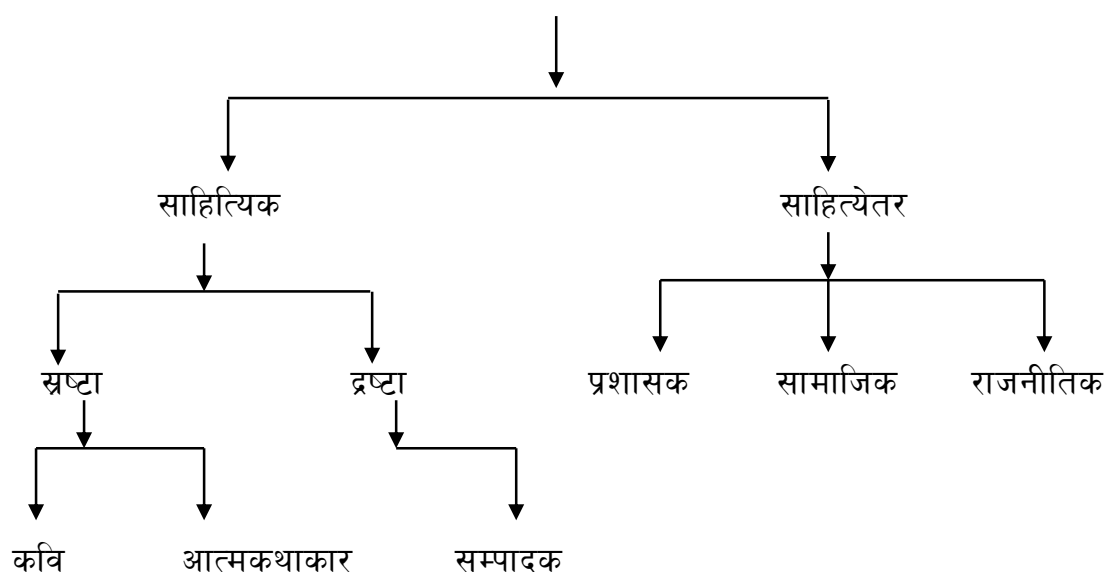 साहित्यिक साहित्येतर
स्रष्टा द्रष्टा प्रशासक सामाजिक राजनीतिक
कवि आत्मकथाकार सम्पादक